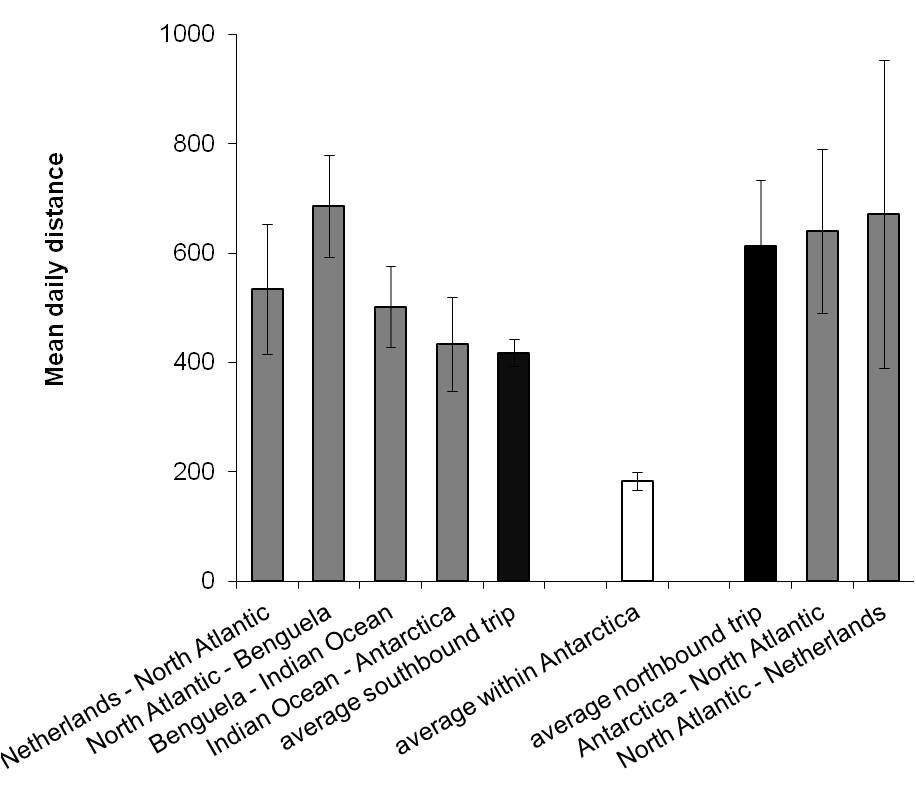 Mean daily distance
1000
800
600
400
200
0
Netherlands - North Atlantic
North Atlantic - Benguela
Benguela - Indian Ocean
Indian Ocean - Antarctica
average southbound trip
average within Antarctica
average northbound trip
Antarctica - North Atlantic
North Atlantic - Netherlands